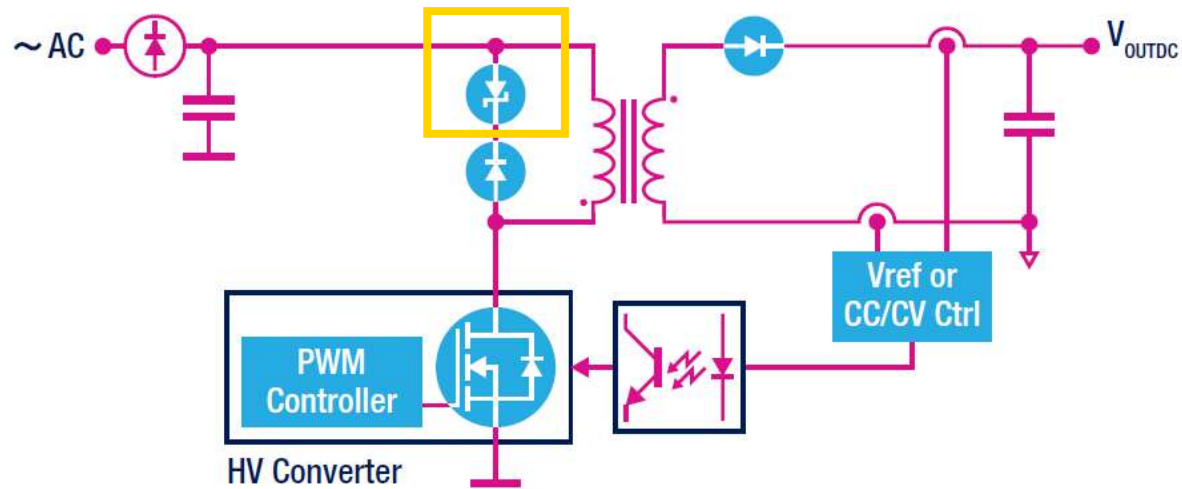 ~ AC
V OUTDC
Vref or
CC/CV Ctrl
PWM
Controller
HV Converter